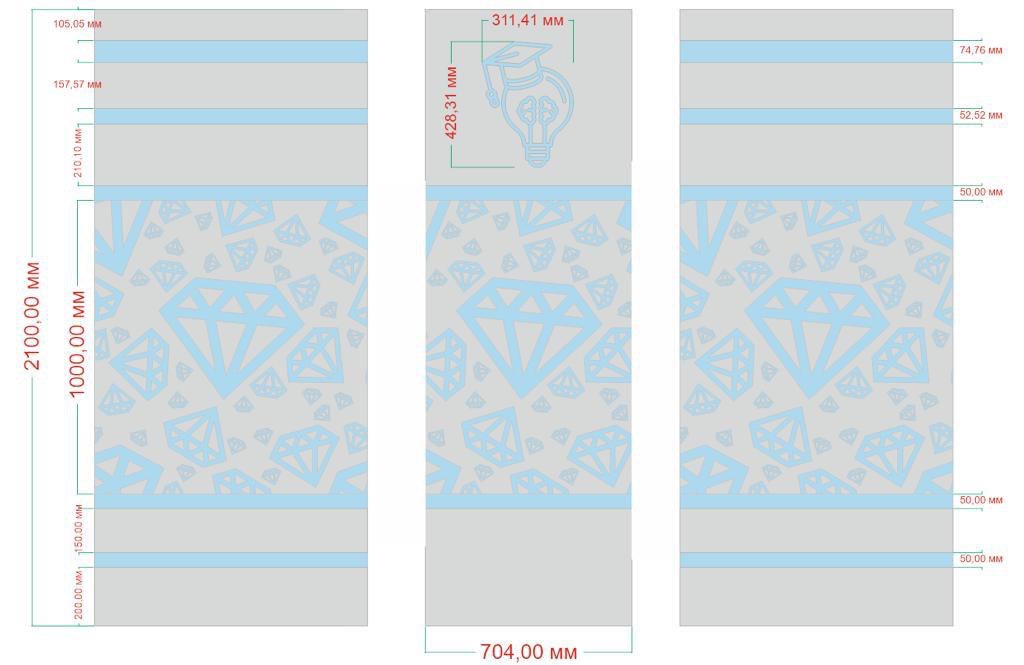 105,05 мм
157,57 мм
210,10 мм
2100,00 мм
1000,00 мм
150,00 мм
200,00 мм
311,41 мм
428,31 мм
704,00 мм
74,76 мм
52,52 мм
50,00 мм
50,00 мм
50,00 мм